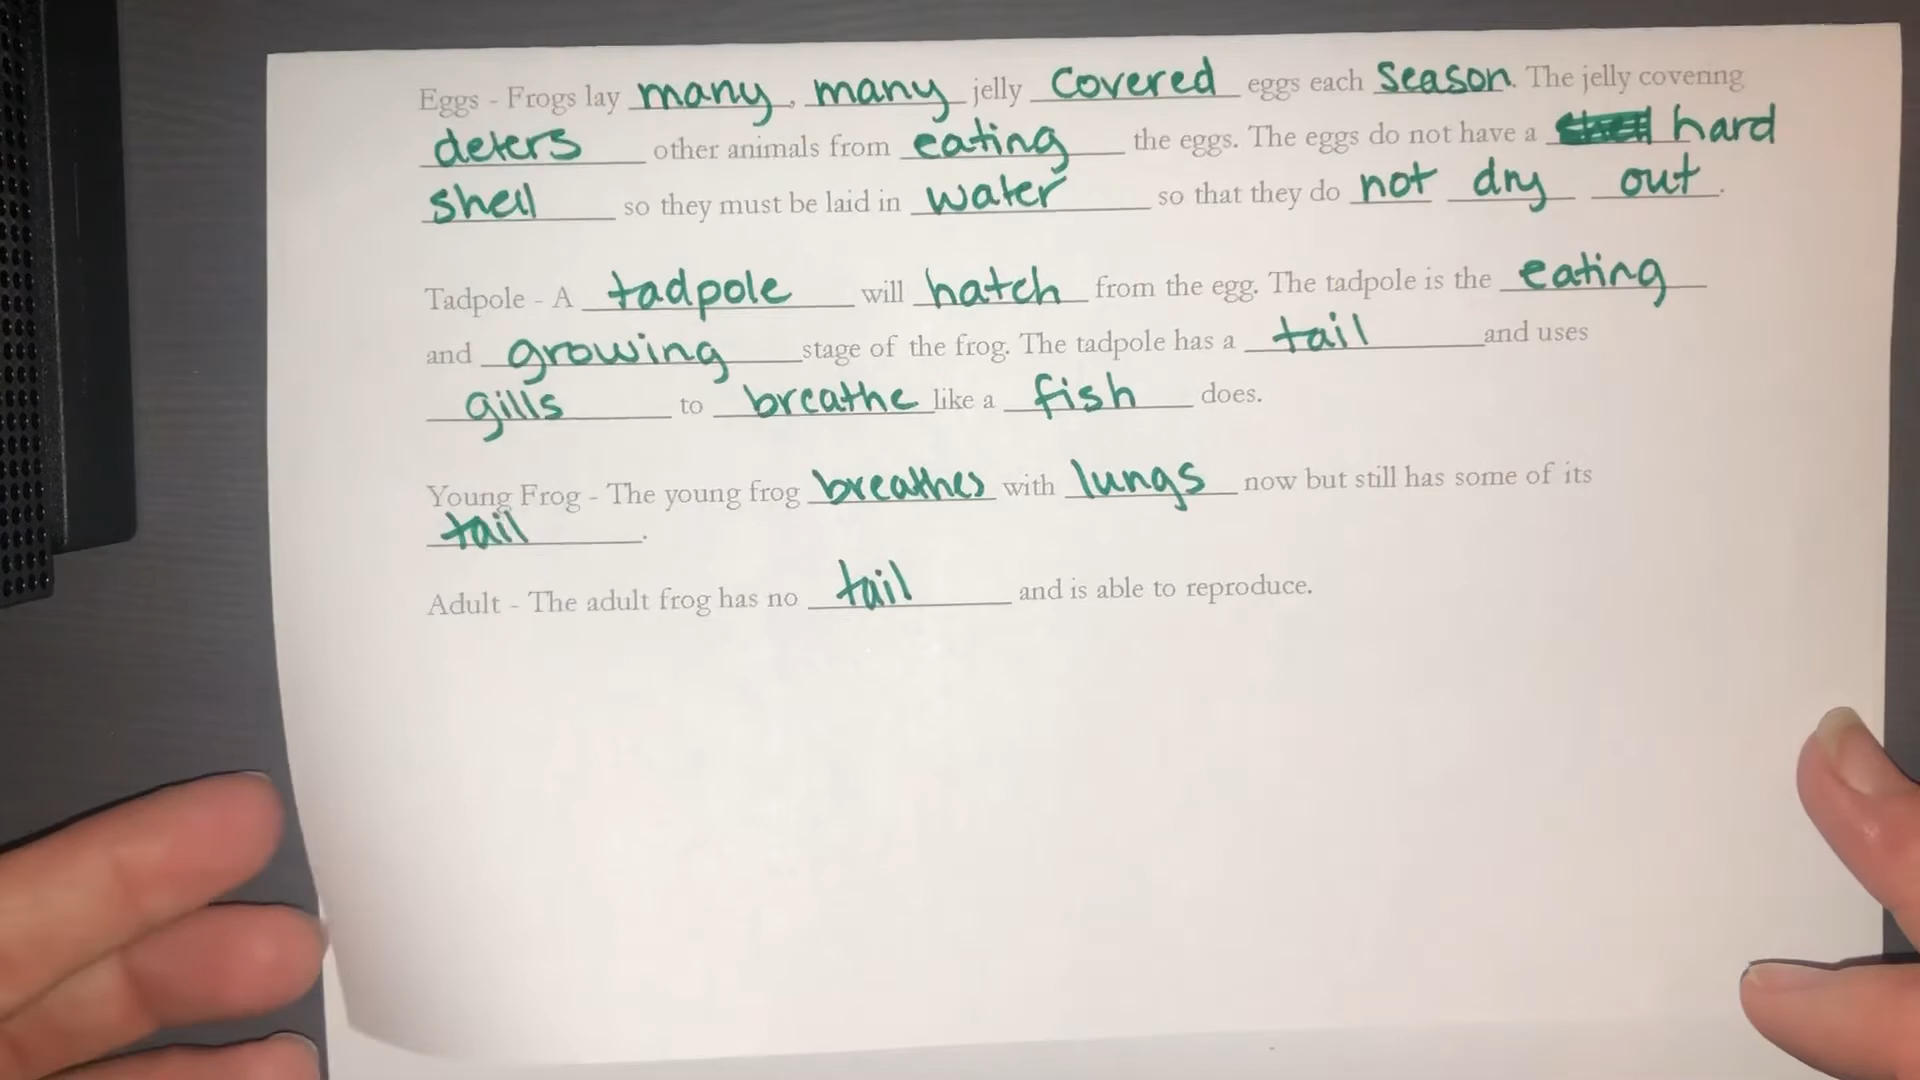 Eggs - Frogs lay many, many jelly covered eggs each season. The jelly covering
deters other animals from eating the eggs. The eggs do not have a hard
shell so they must be laid in water so that they do not dry out.
Tadpole - A tadpole will hatch from the egg. The tadpole is the eating
and growing stage of the frog. The tadpole has a tail and uses
gills to breathe like a fish does.
Young Frog - The young frog breathes with lungs now but still has some of its
tail.
Adult - The adult frog has no tail and is able to reproduce.